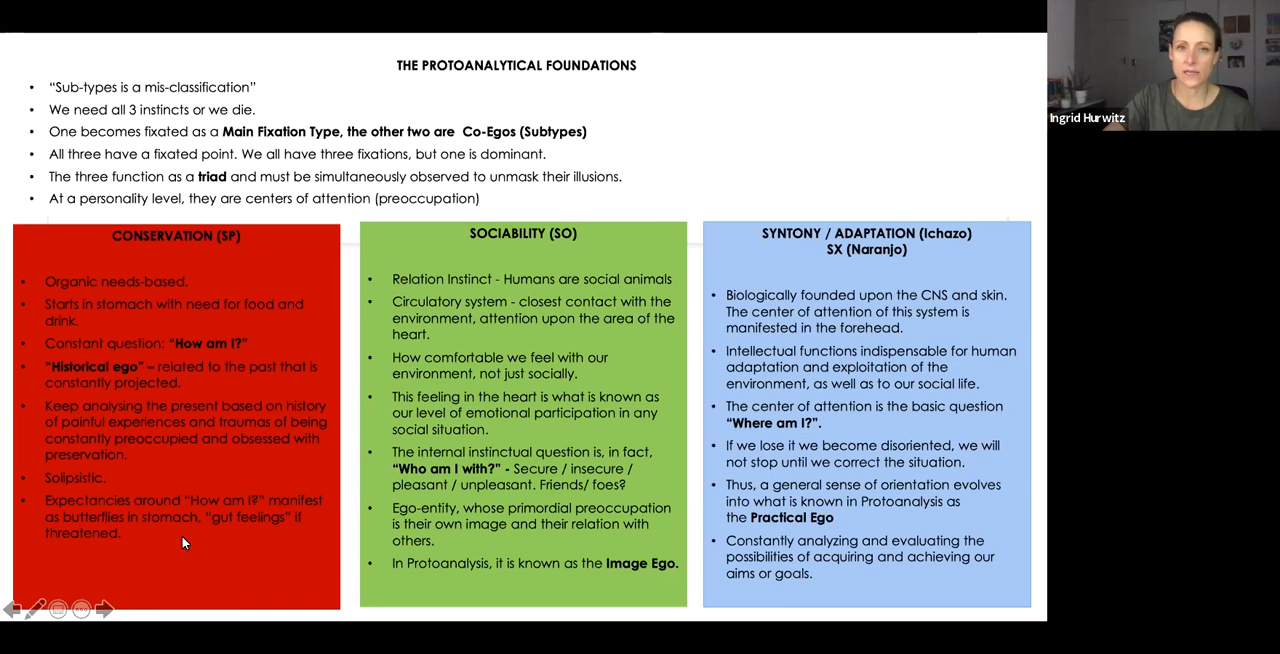 THE PROTOANALYTICAL FOUNDATIONS
• “Sub-types is a mis-classification”
• We need all 3 instincts or we die.
• One becomes fixated as a Main Fixation Type, the other two are Co-Egos (Subtypes)
• All three have a fixated point. We all have three fixations, but one is dominant.
• The three function as a triad and must be simultaneously observed to unmask their illusions.
• At a personality level, they are centers of attention (preoccupation)
CONSERVATION (SP)
• Organic needs-based.
• Starts in stomach with need for food and
drink.
• Constant question: “How am I?”
• “Historical ego” – related to the past that is
constantly projected.
• Keep analysing the present based on history
of painful experiences and traumas of being
constantly preoccupied and obsessed with
preservation.
• Solipsistic.
• Expectancies around “How am I?” manifest
as butterflies in stomach, “gut feelings” if
threatened.
SOCIABILITY (SO)
• Relation Instinct - Humans are social animals
• Circulatory system - closest contact with the
environment, attention upon the area of the
heart.
• How comfortable we feel with our
environment, not just socially.
• This feeling in the heart is what is known as
our level of emotional participation in any
social situation.
• The internal instinctual question is, in fact,
“Who am I with?” - Secure / insecure /
pleasant / unpleasant. Friends/ foes?
• Ego-entity, whose primordial preoccupation
is their own image and their relation with
others.
• In Protoanalysis, it is known as the Image Ego.
SYNTONY / ADAPTATION (Ichazo)
SX (Naranjo)
• Biologically founded upon the CNS and skin.
The center of attention of this system is
manifested in the forehead.
• Intellectual functions indispensable for human
adaptation and exploitation of the
environment, as well as to our social life.
• The center of attention is the basic question
“Where am I?”.
• If we lose it we become disoriented, we will
not stop until we correct the situation.
• Thus, a general sense of orientation evolves
into what is known in Protoanalysis as
the Practical Ego
• Constantly analyzing and evaluating the
possibilities of acquiring and achieving our
aims or goals.
Ingrid Hurwitz